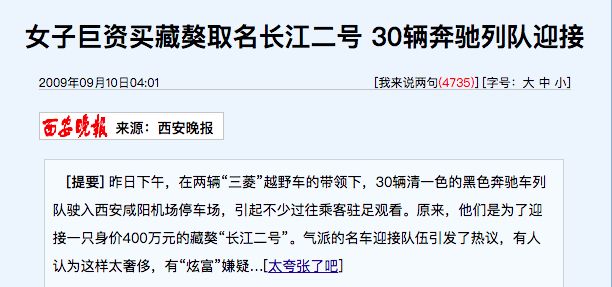 女子巨资买藏獒取名长江二号 30辆奔驰列队迎接
2009年09月10日04:01 [我来说两句(4735)] [字号：大 中 小]
西安晚报 来源：西安晚报
[提要] 昨日下午，在两辆“三菱”越野车的带领下，30辆清一色的黑色奔驰车列
队驶入西安咸阳机场停车场，引起不少过往乘客驻足观看。原来，他们是为了迎
接一只身价400万元的藏獒“长江二号”。气派的名车迎接队伍引发了热议，有人
认为这样太奢侈，有“炫富”嫌疑...[太夸张了吧]